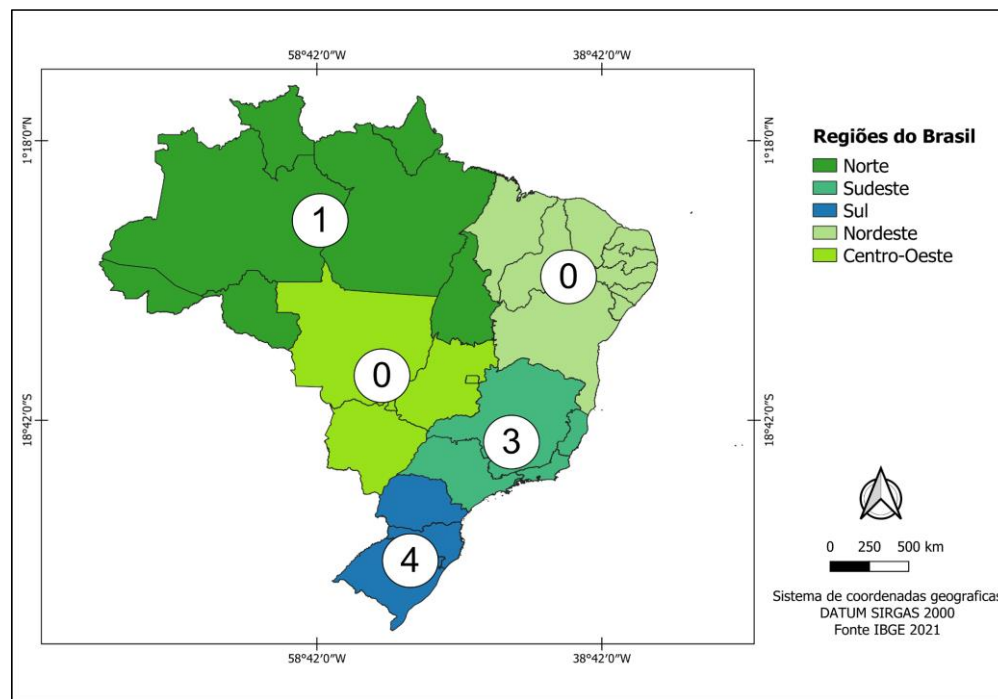 58°42′0″W
38°42′0″W
1°18′0″N
1°18′0″N
Regiões do Brasil
Norte
Sudeste
Sul
Nordeste
Centro-Oeste
1
0
0
3
4
18°42′0″S
18°42′0″S
0 250 500 km
Sistema de coordenadas geograficas
DATUM SIRGAS 2000
Fonte IBGE 2021
58°42′0″W
38°42′0″W